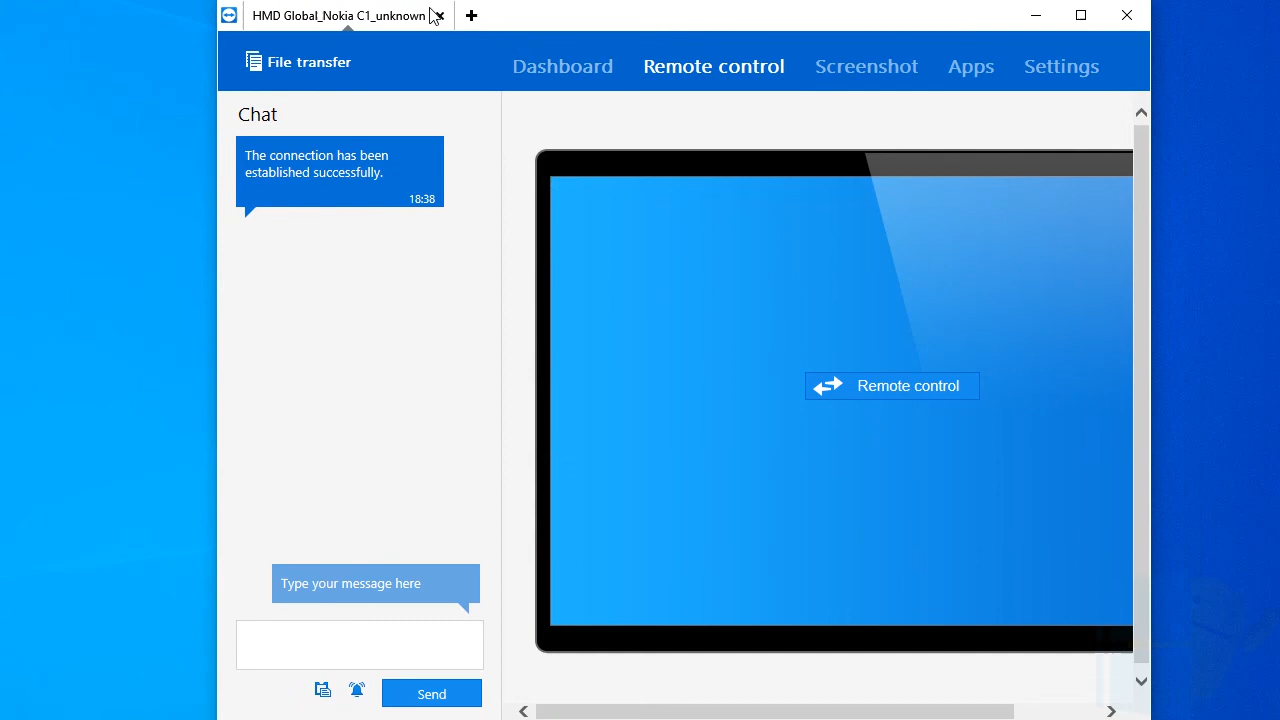 HMD Global_Nokia C1_unknown
File transfer
Dashboard
Remote control
Screenshot
Apps
Settings
Chat
The connection has been
established successfully.
18:38
Remote control
Type your message here
Send